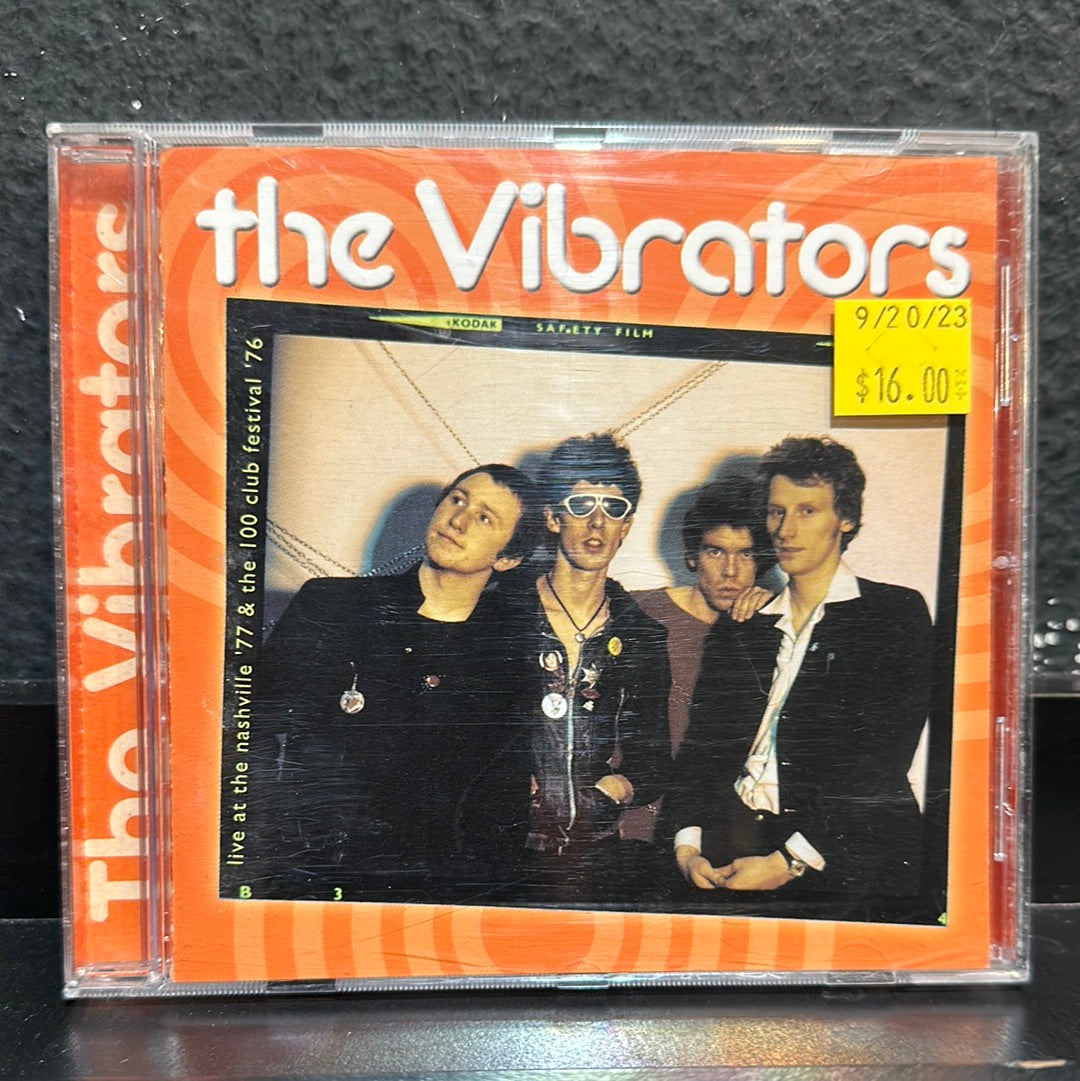 The Vibrators
the Vibrators
9/20/23
$16.00
KODAK SAFETY FILM
live at the nashville '77 & the 100 club festival '76
8 3 4